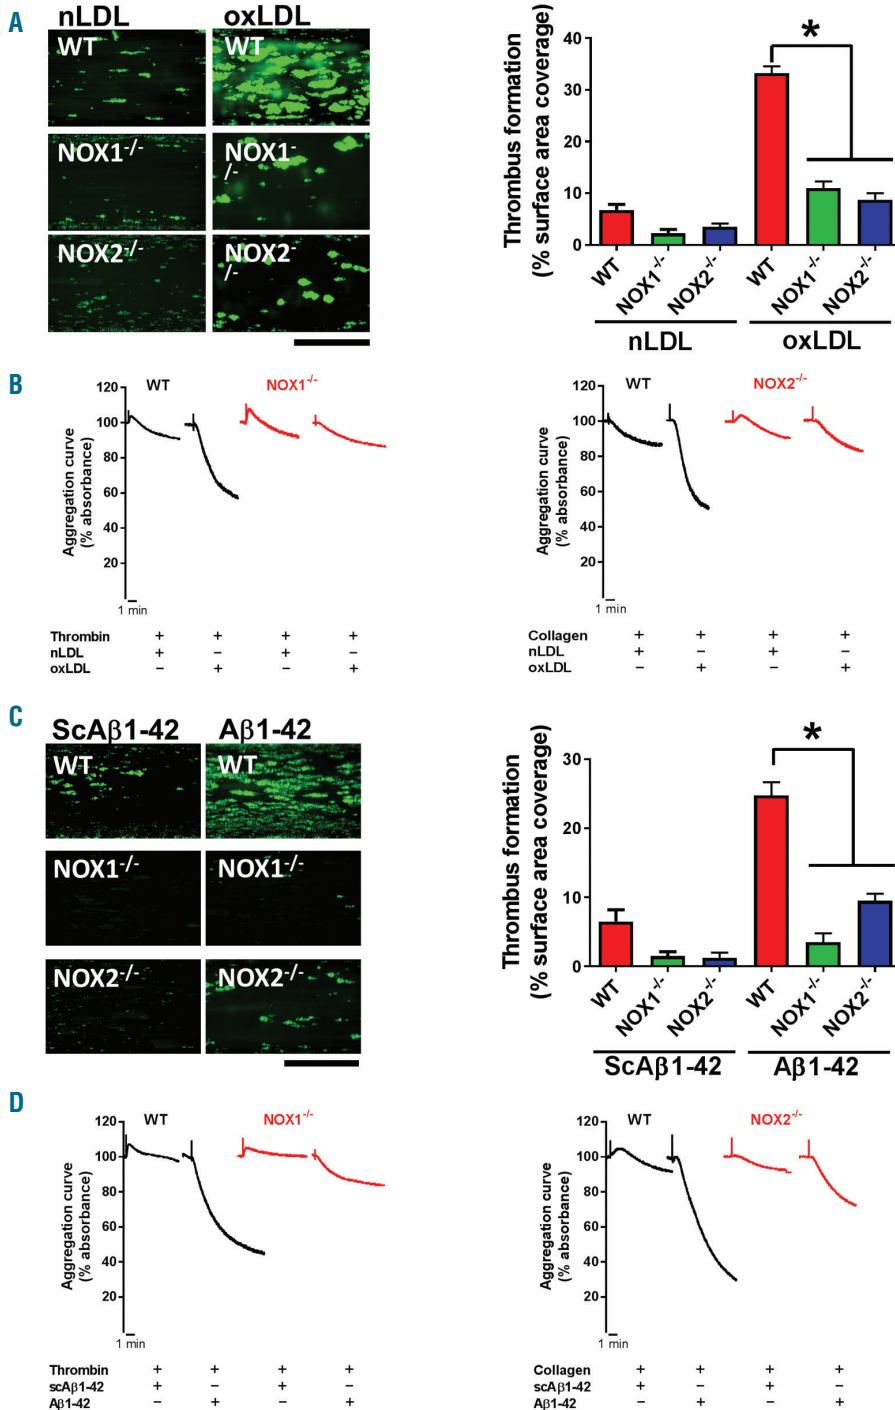 A
nLDL oxLDL
WT WT
NOX1-/- NOX1-
/-
NOX2-/- NOX2-
/-
Thrombus formation
(% surface area coverage)
40
30
20
10
0
WT NOX1-/- NOX2-/- WT NOX1-/- NOX2-/-
nLDL oxLDL
*
B
Aggregation curve
(% absorbance)
120
100
80
60
40
20
WT NOX1-/-
1 min
Thrombin + + + +
nLDL + – + –
oxLDL – + – +
Aggregation curve
(% absorbance)
120
100
80
60
40
20
WT NOX2-/-
1 min
Collagen + + + +
nLDL + – + –
oxLDL – + – +
C
ScAβ1-42 Aβ1-42
WT WT
NOX1-/- NOX1-/-
NOX2-/- NOX2-/-
Thrombus formation
(% surface area coverage)
30
20
10
0
WT NOX1-/- NOX2-/- WT NOX1-/- NOX2-/-
ScAβ1-42 Aβ1-42
*
D
Aggregation curve
(% absorbance)
120
100
80
60
40
20
WT NOX1-/-
1 min
Thrombin + + + +
scAβ1-42 + – + –
Aβ1-42 – + – +
Aggregation curve
(% absorbance)
120
100
80
60
40
20
WT NOX2-/-
1 min
Collagen + + + +
scAβ1-42 + – + –
Aβ1-42 – + – +